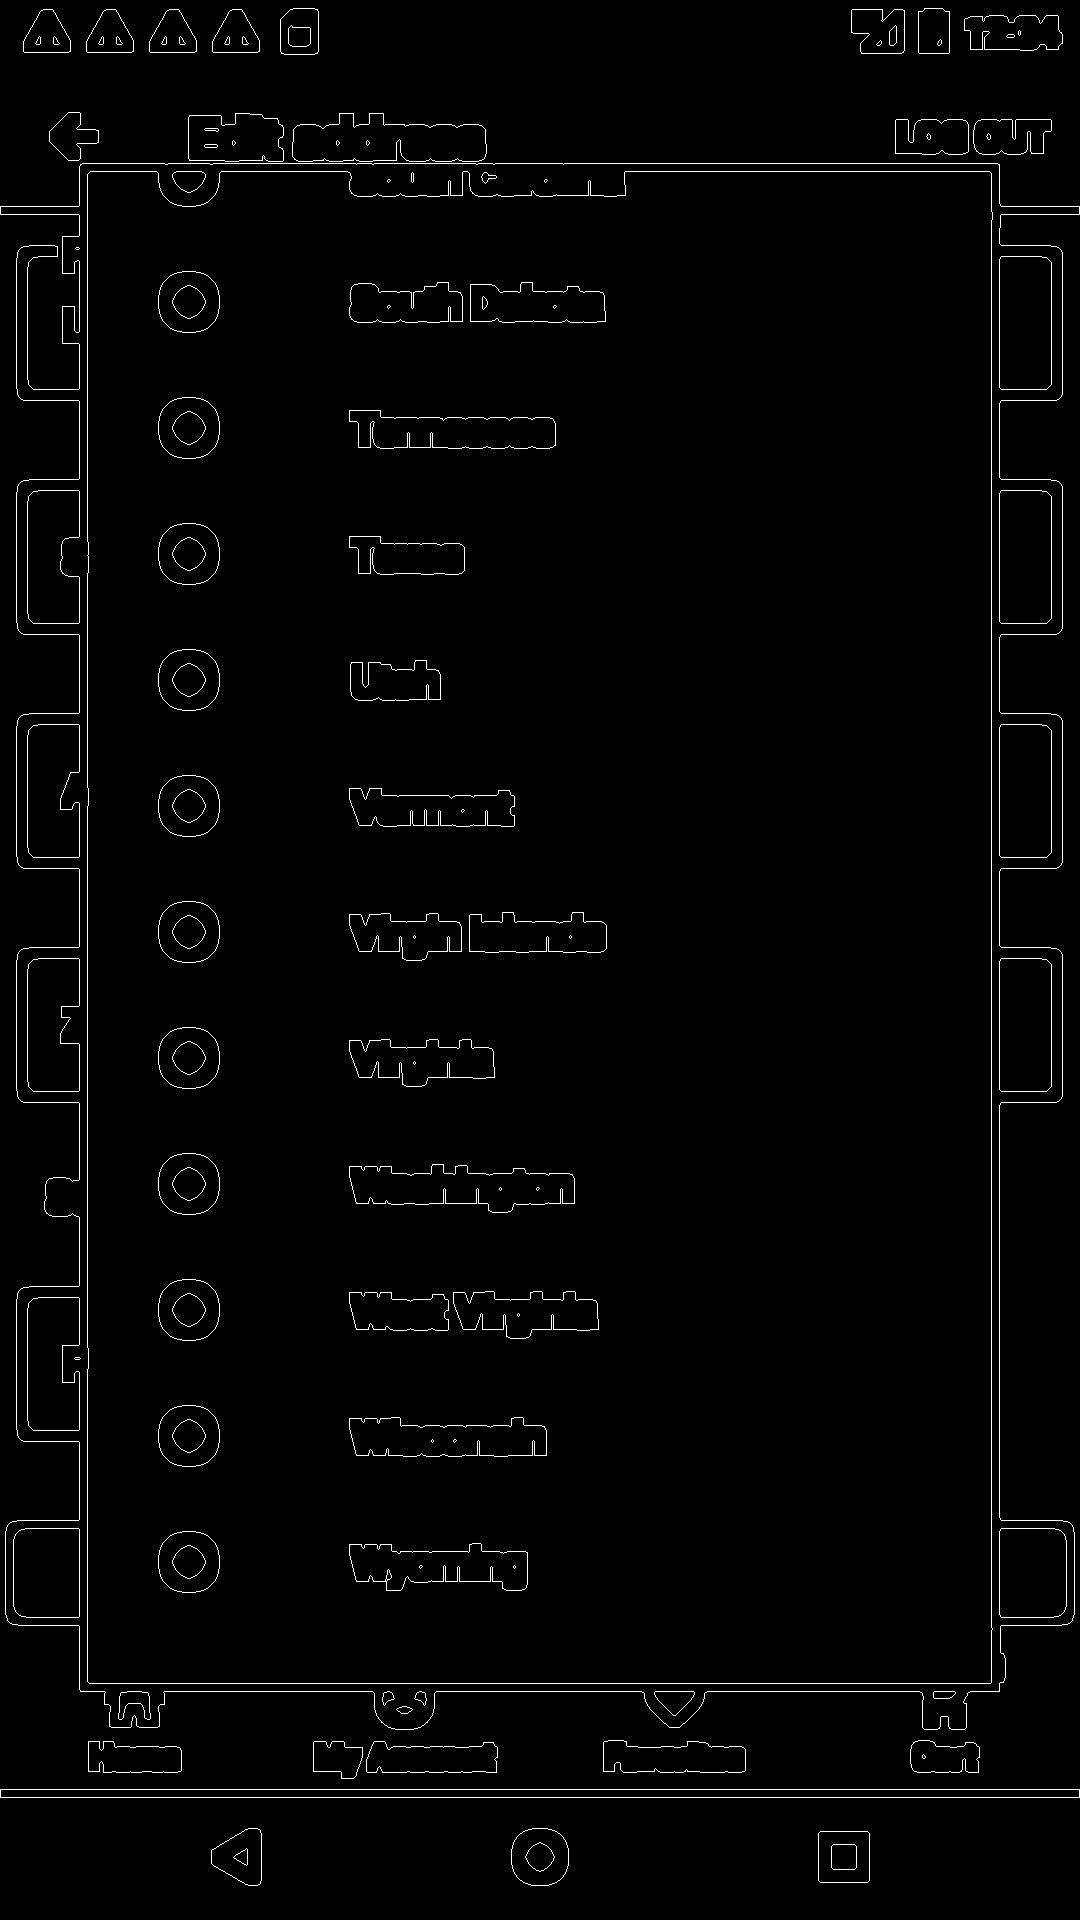 12:34
Edit address
LOG OUT
South Carolina
South Dakota
Tennessee
Texas
Utah
Vermont
Virgin Islands
Virginia
Washington
West Virginia
Wisconsin
Wyoming
Home
My Account
Favorites
Cart